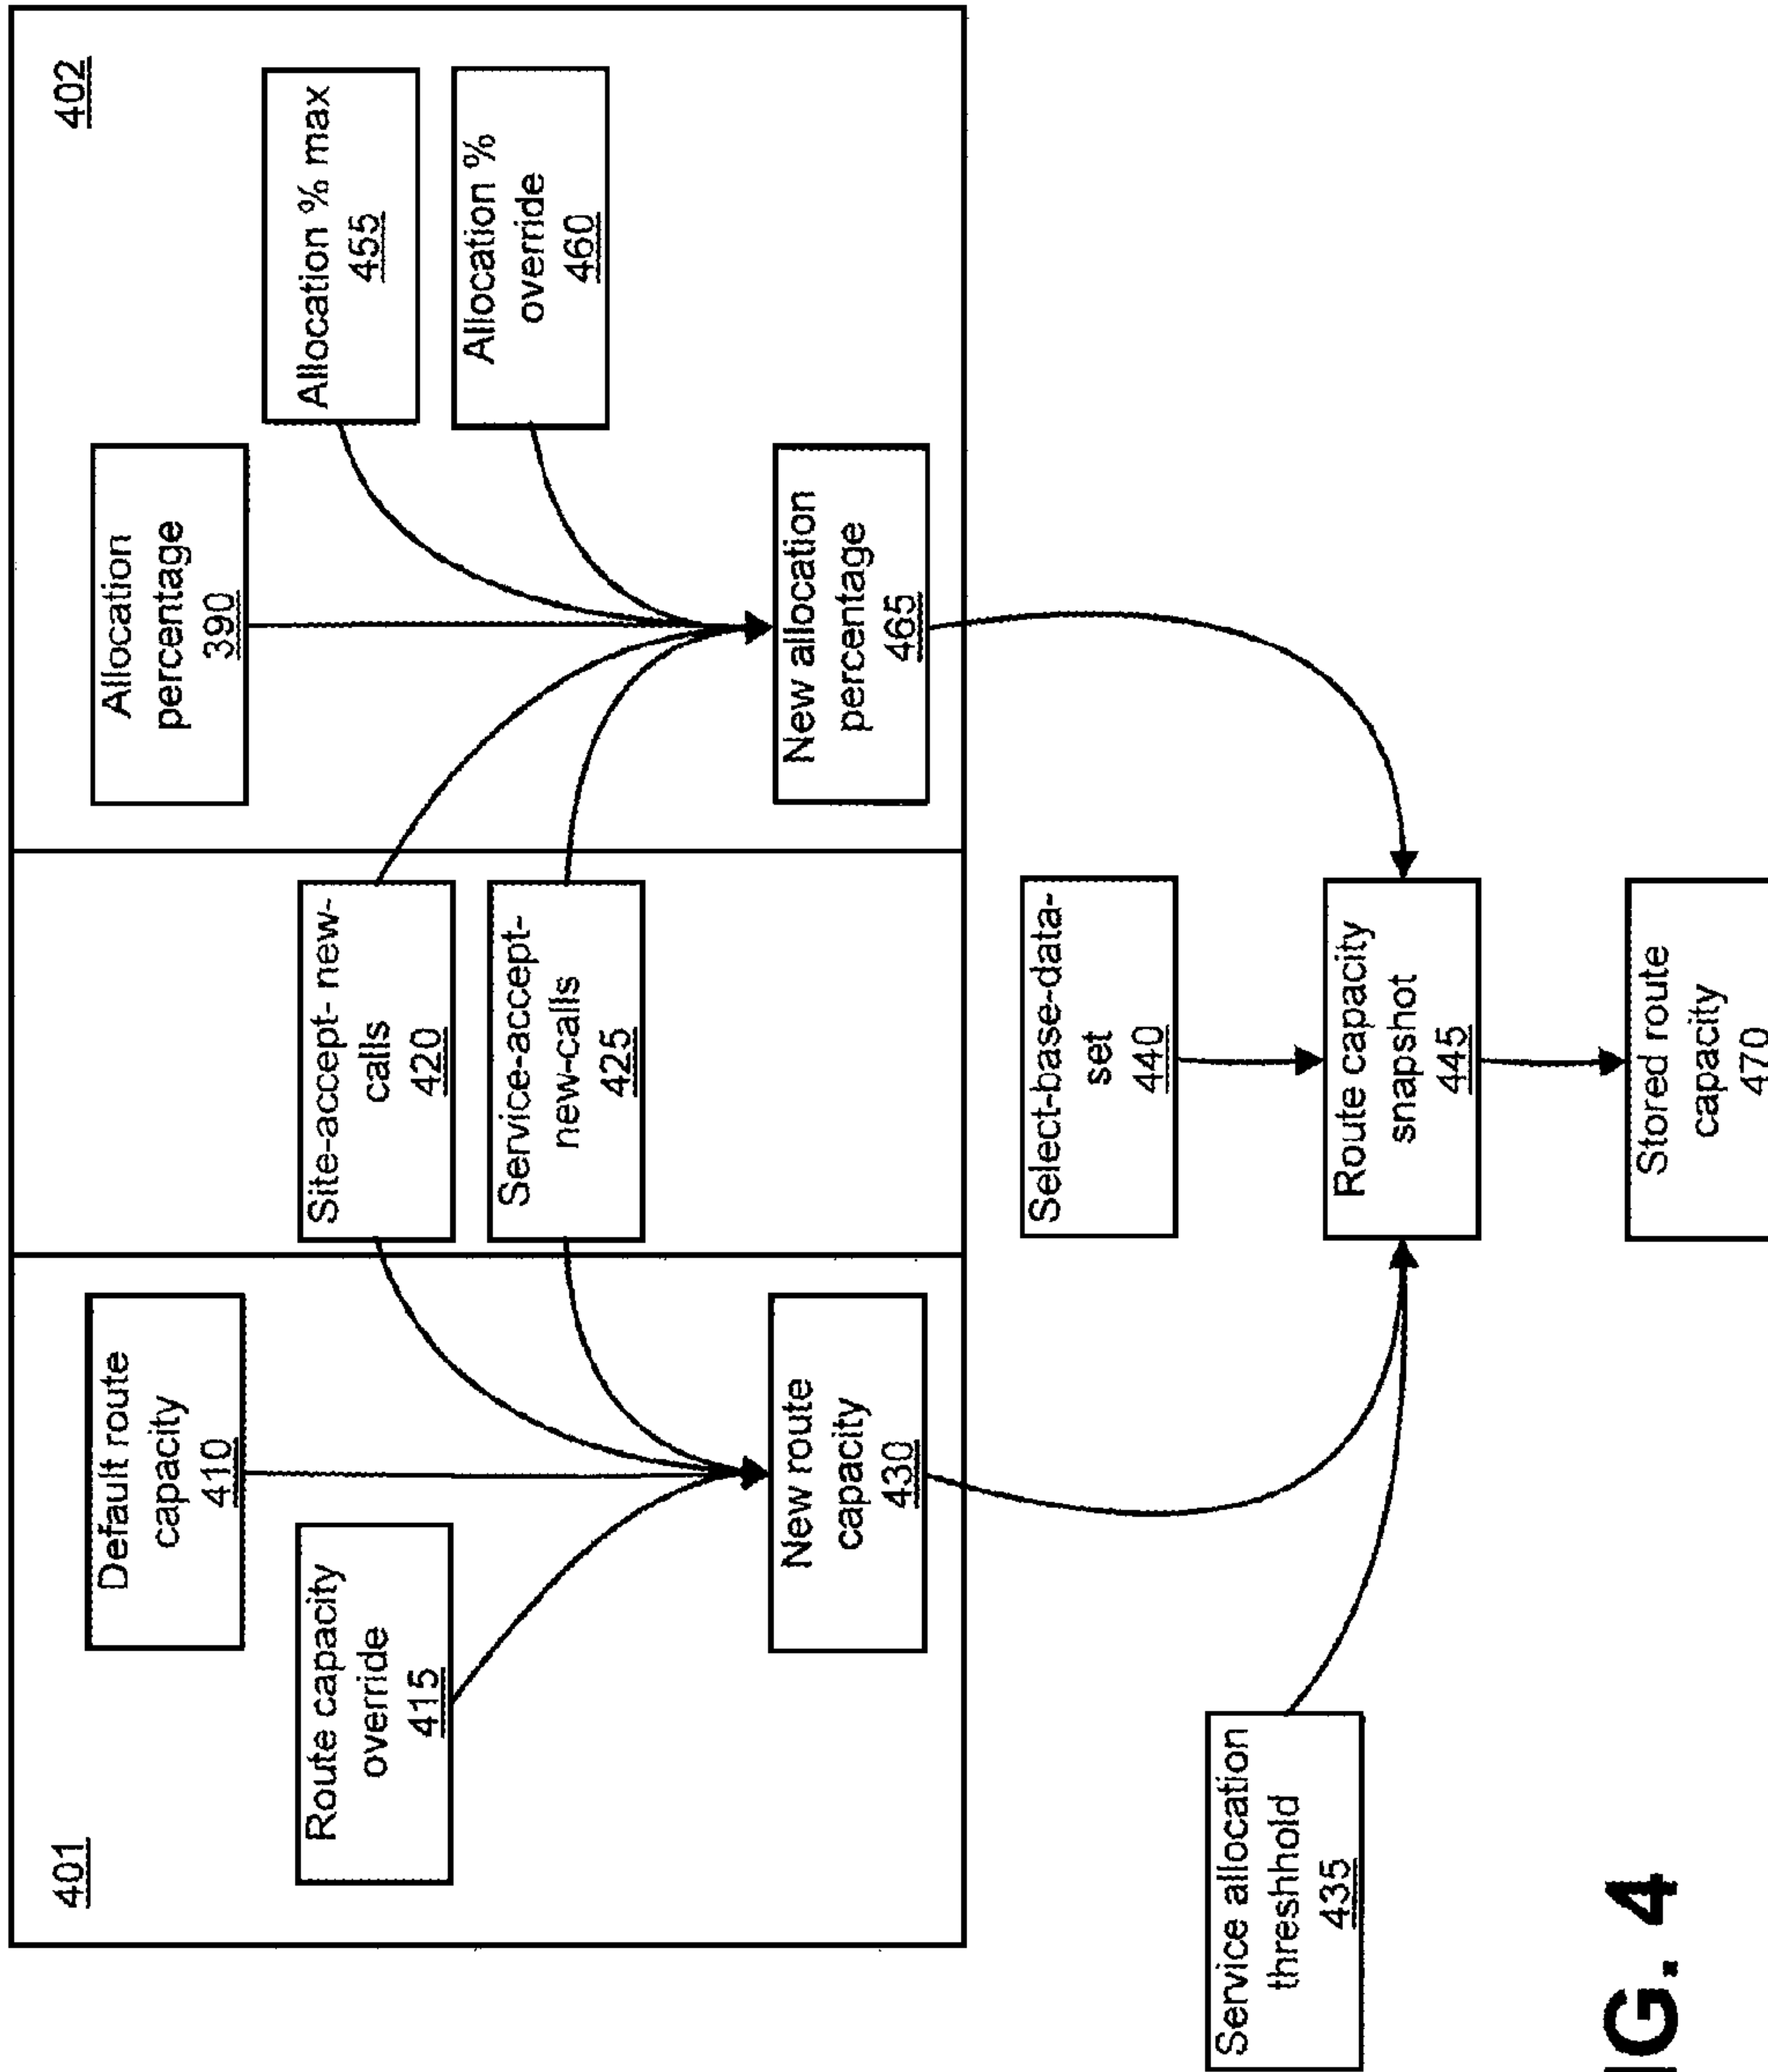 401
402
Default route
capacity
410
Route capacity
override
415
Site-accept- new-
calls
420
Service-accept-
new-calls
425
Allocation
percentage
390
Allocation % max
455
Allocation %
override
460
New route
capacity
430
New allocation
percentage
465
Service allocation
threshhold
435
Select-base-data-
set
440
Route capacity
snapshot
445
Stored route
capacity
470
IG. 4